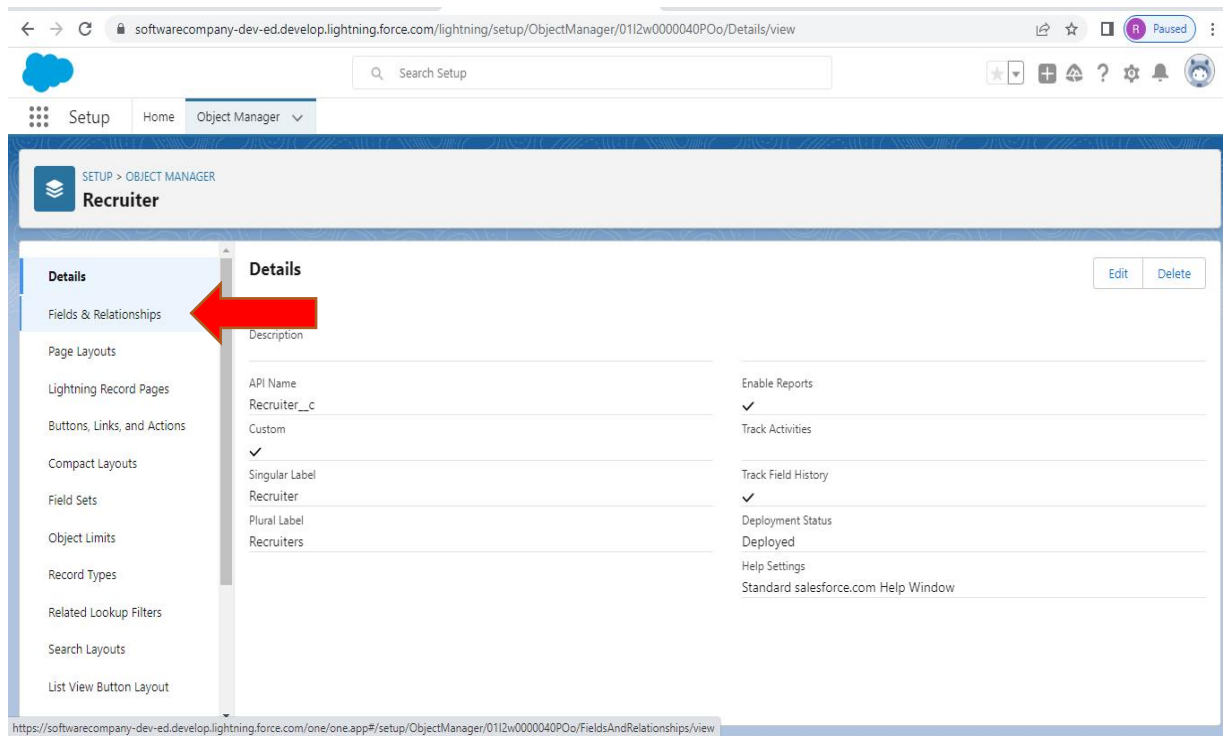 softwarecompany-dev-ed.develop.lightning.force.com/lightning/setup/ObjectManager/01I2w0000040POo/Details/view
R Paused
Search Setup
Setup Home Object Manager
SETUP > OBJECT MANAGER
Recruiter
Details
Fields & Relationships
Page Layouts
Lightning Record Pages
Buttons, Links, and Actions
Compact Layouts
Field Sets
Object Limits
Record Types
Related Lookup Filters
Search Layouts
List View Button Layout
Details
Edit Delete
Description
API Name
Recruiter__c
Custom
Singular Label
Recruiter
Plural Label
Recruiters
Enable Reports
Track Activities
Track Field History
Deployment Status
Deployed
Help Settings
Standard salesforce.com Help Window
https://softwarecompany-dev-ed.develop.lightning.force.com/one/one.app#/setup/ObjectManager/01I2w0000040POo/FieldsAndRelationships/view